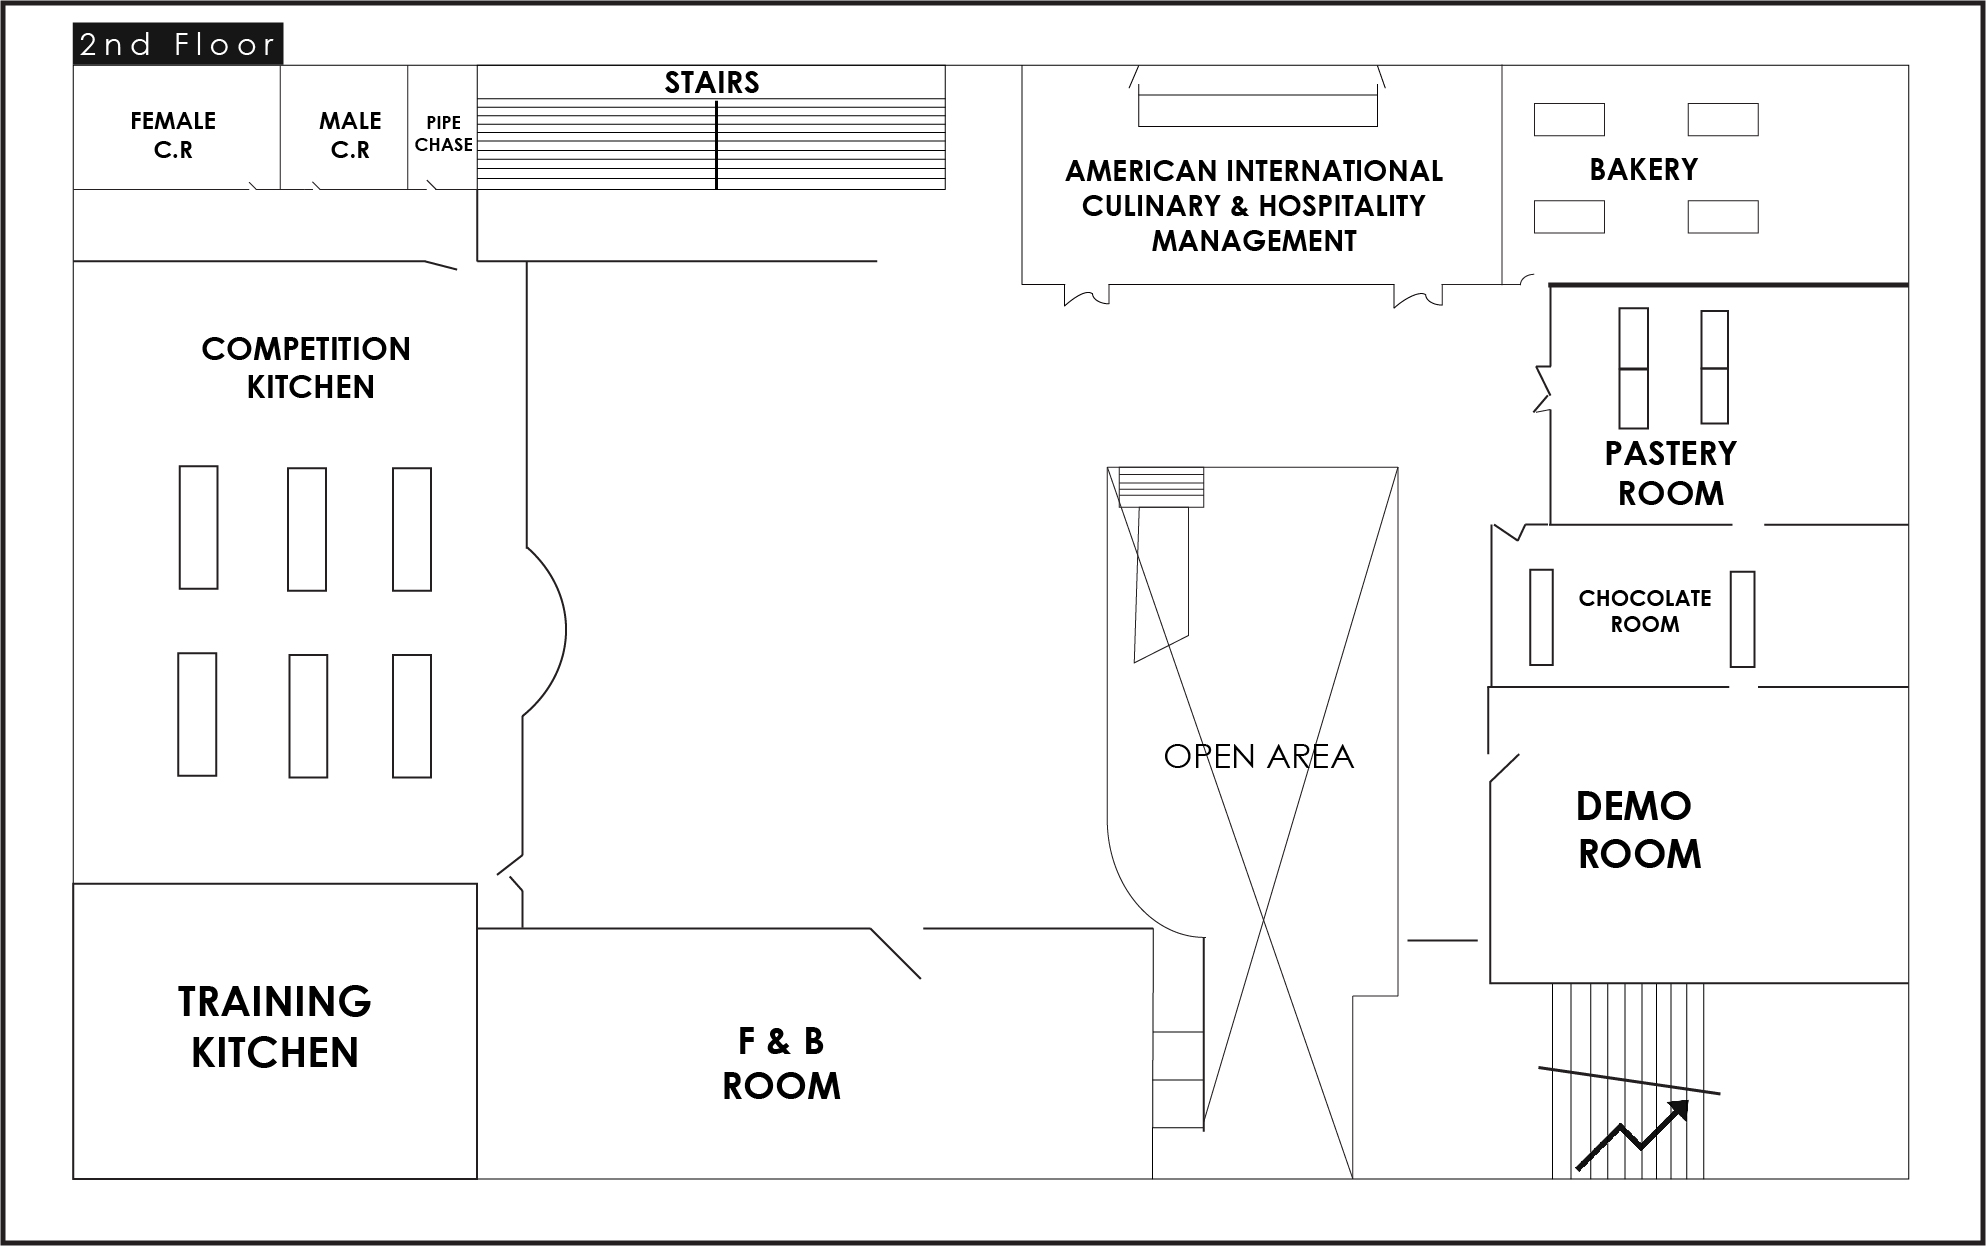 2nd Floor
FEMALE
C.R
MALE
C.R
PIPE
CHASE
STAIRS
AMERICAN INTERNATIONAL
CULINARY & HOSPITALITY
MANAGEMENT
BAKERY
COMPETITION
KITCHEN
PASTERY
ROOM
CHOCOLATE
ROOM
OPEN AREA
DEMO
ROOM
TRAINING
KITCHEN
F & B
ROOM